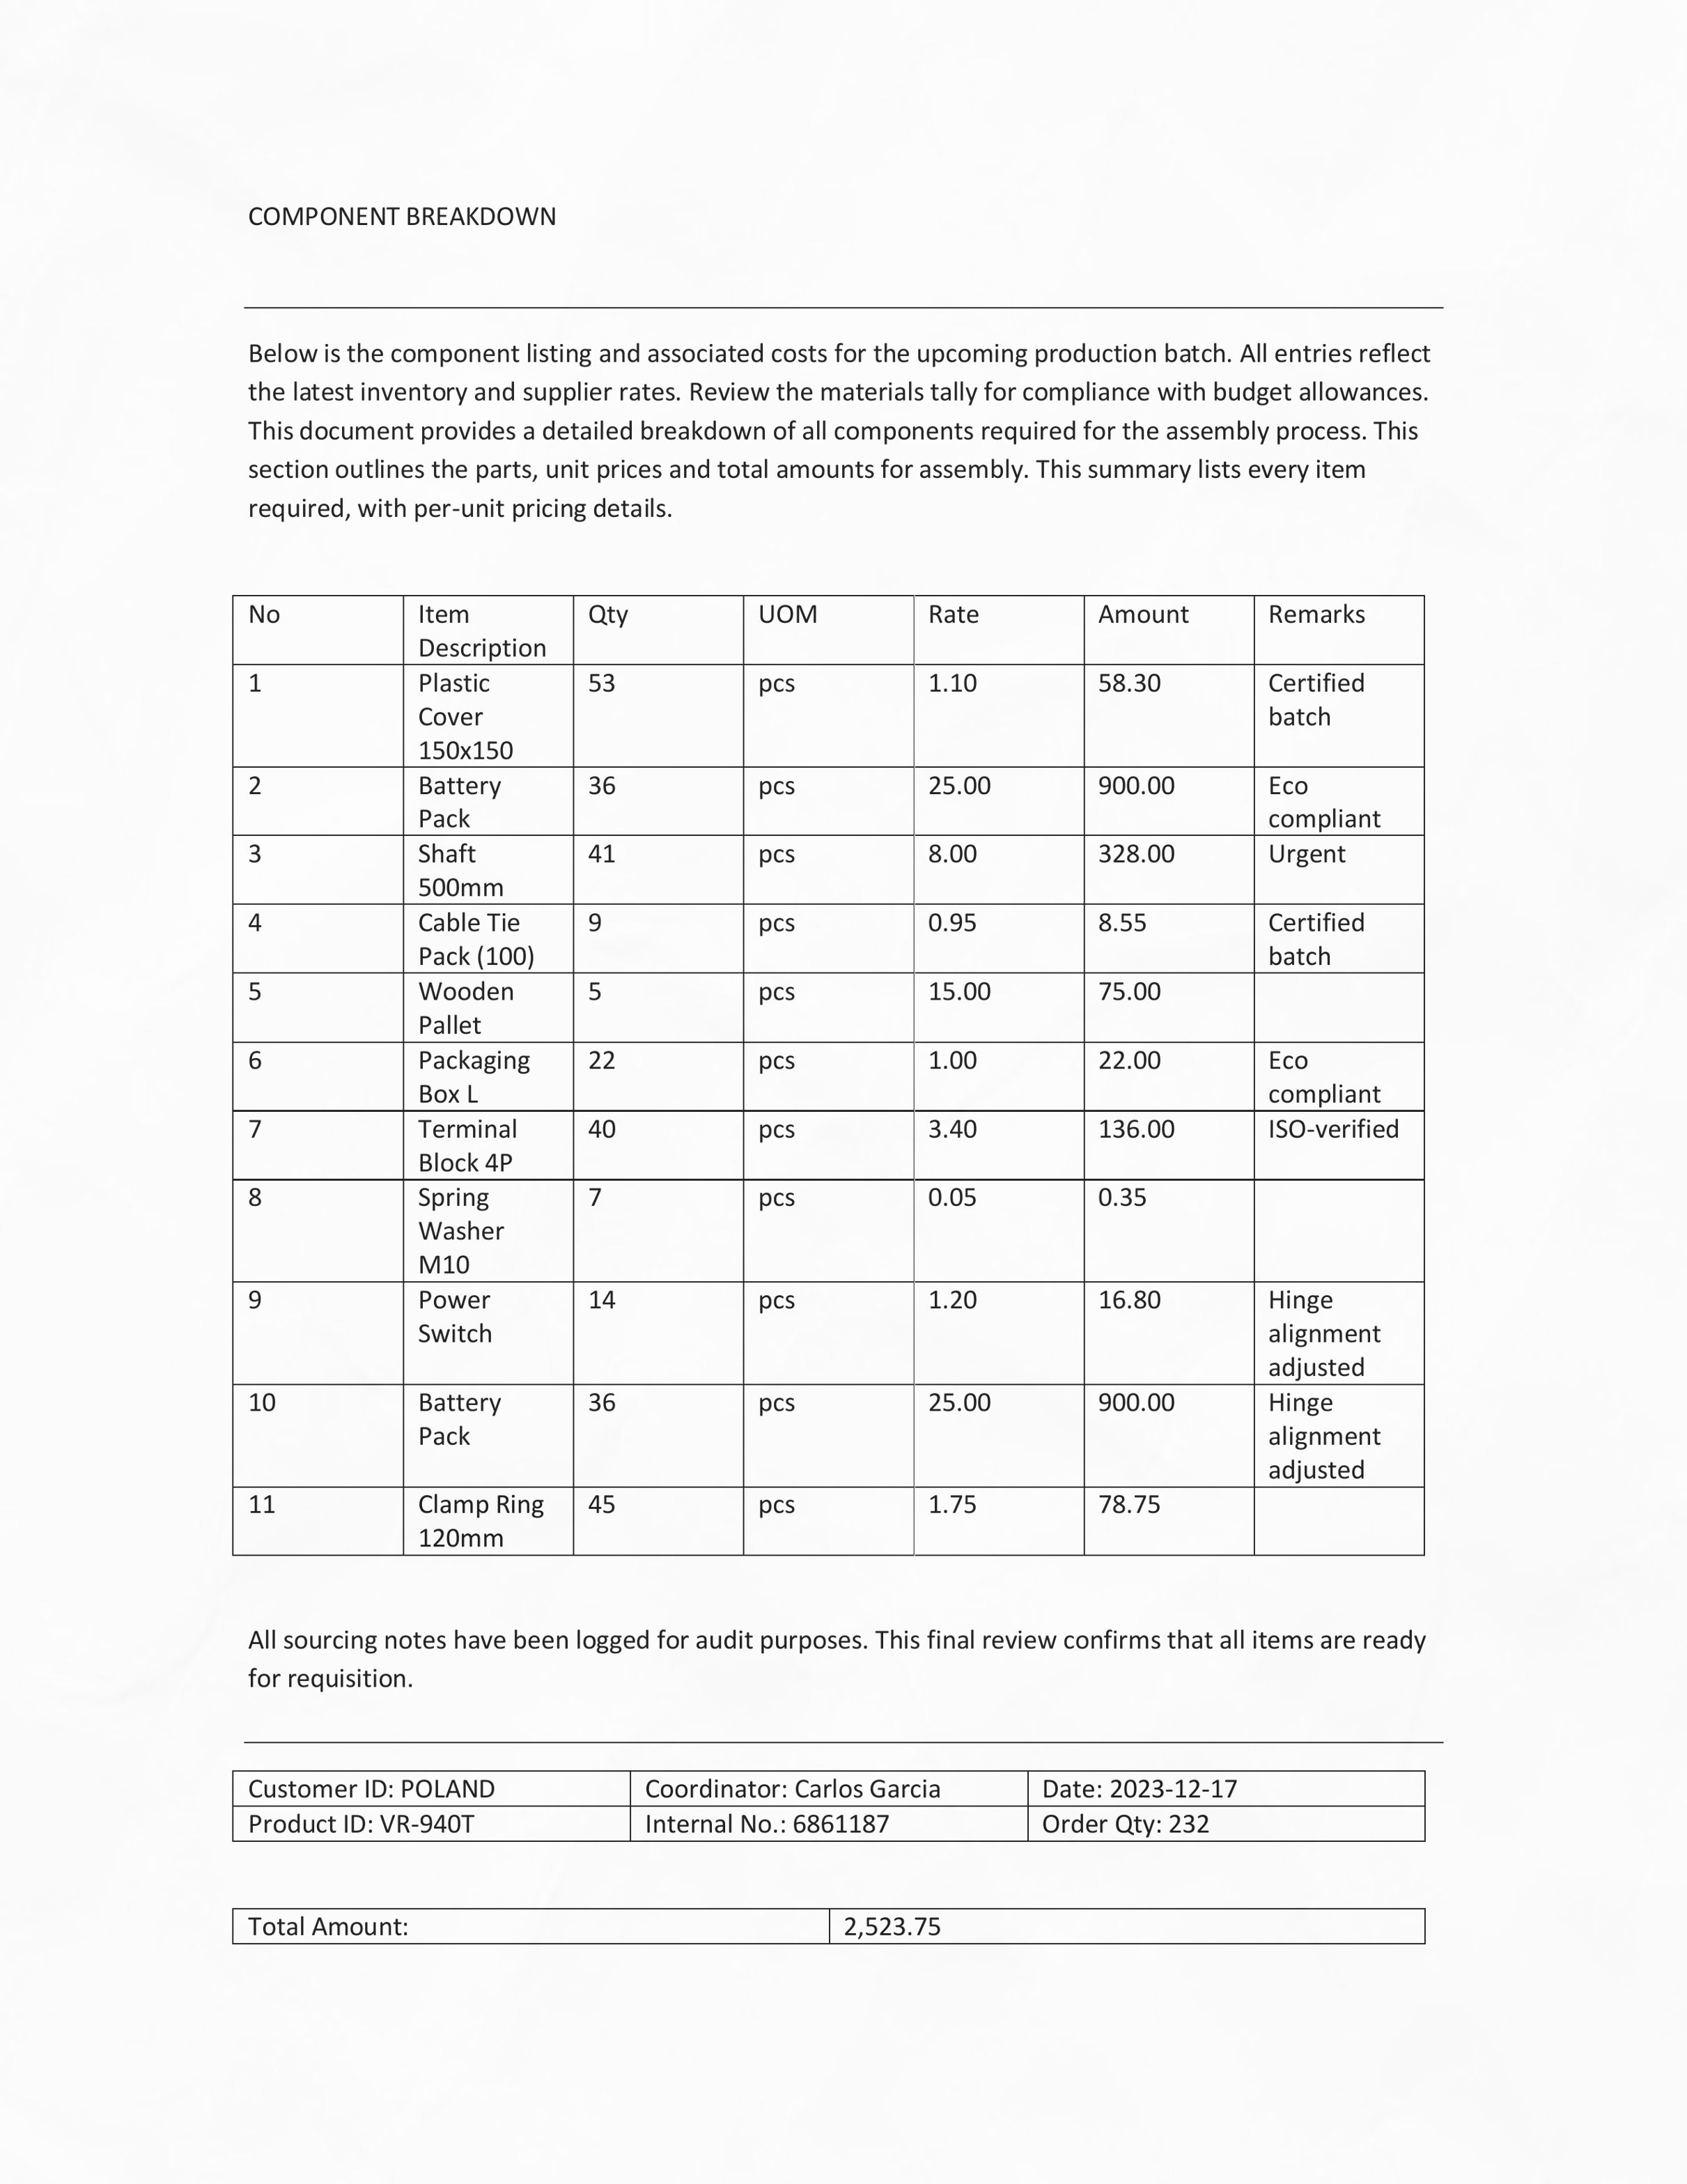 COMPONENT BREAKDOWN
Below is the component listing and associated costs for the upcoming production batch. All entries reflect
the latest inventory and supplier rates. Review the materials tally for compliance with budget allowances.
This document provides a detailed breakdown of all components required for the assembly process. This
section outlines the parts, unit prices and total amounts for assembly. This summary lists every item
required, with per-unit pricing details.
No Item Description Qty UOM Rate Amount Remarks
1 Plastic Cover 150x150 53 pcs 1.10 58.30 Certified batch
2 Battery Pack 36 pcs 25.00 900.00 Eco compliant
3 Shaft 500mm 41 pcs 8.00 328.00 Urgent
4 Cable Tie Pack (100) 9 pcs 0.95 8.55 Certified batch
5 Wooden Pallet 5 pcs 15.00 75.00
6 Packaging Box L 22 pcs 1.00 22.00 Eco compliant
7 Terminal Block 4P 40 pcs 3.40 136.00 ISO-verified
8 Spring Washer M10 7 pcs 0.05 0.35
9 Power Switch 14 pcs 1.20 16.80 Hinge alignment adjusted
10 Battery Pack 36 pcs 25.00 900.00 Hinge alignment adjusted
11 Clamp Ring 120mm 45 pcs 1.75 78.75
All sourcing notes have been logged for audit purposes. This final review confirms that all items are ready
for requisition.
Customer ID: POLAND Coordinator: Carlos Garcia Date: 2023-12-17
Product ID: VR-940T Internal No.: 6861187 Order Qty: 232
Total Amount: 2,523.75